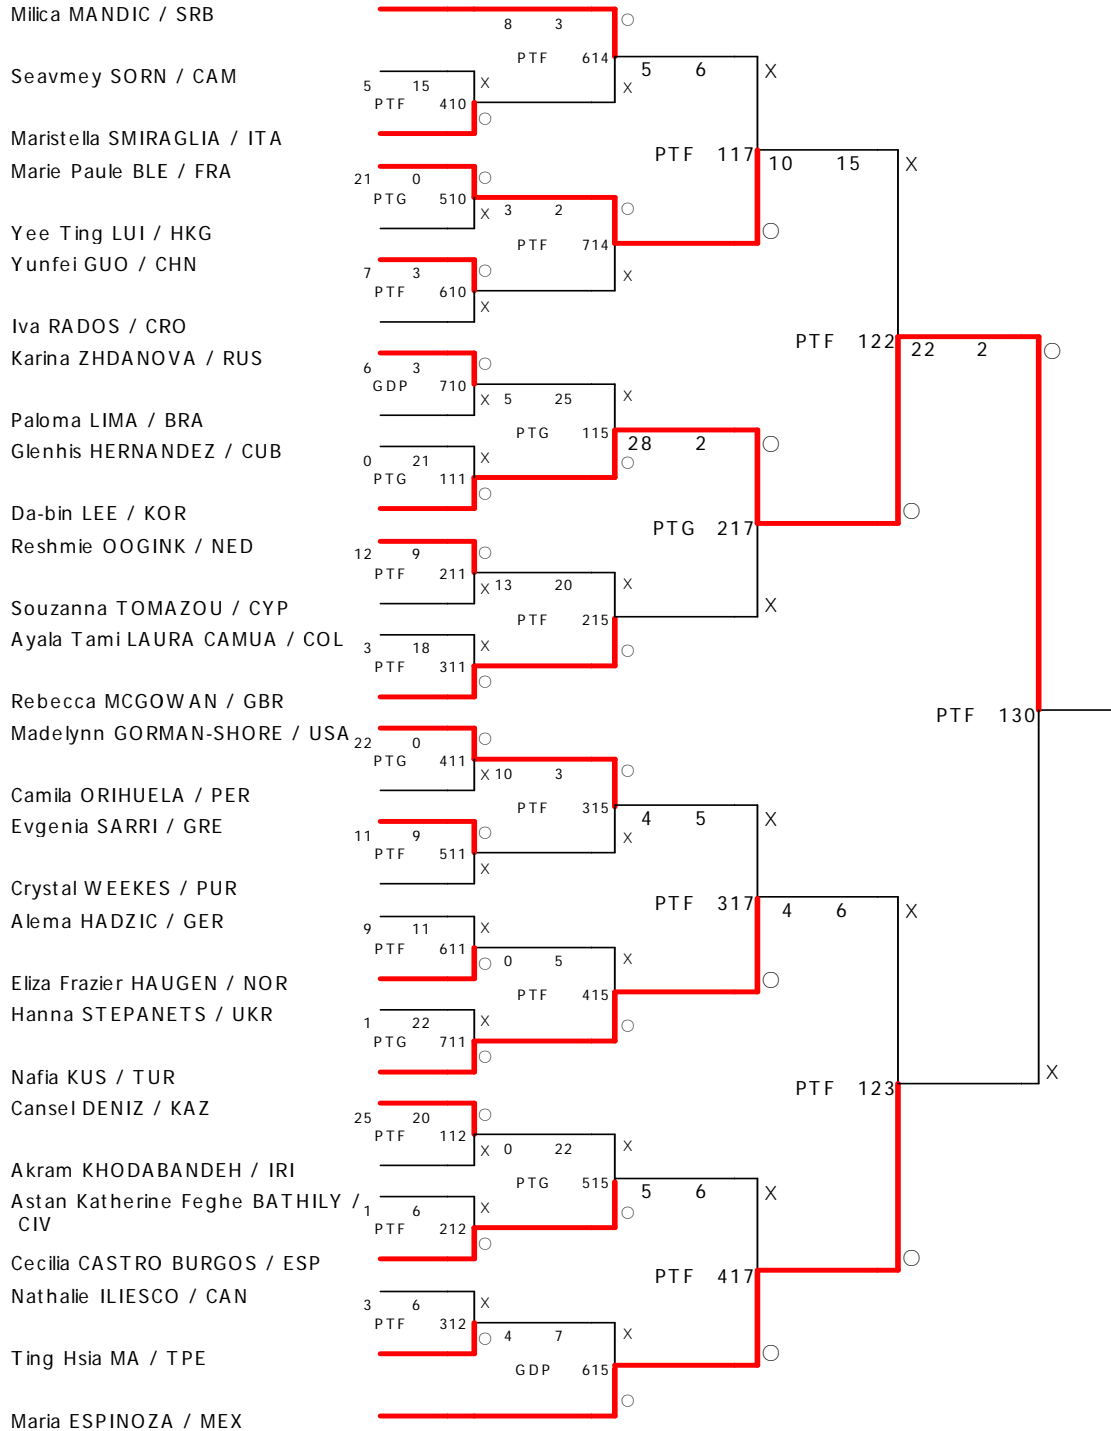 Milica MANDIC / SRB
8 3 ○
PTF 614
5 6 X
Seavmey SORN / CAM
5 15 X X
PTF 410
○
Maristella SMIRAGLIA / ITA
PTF 117 10 15 X
Marie Paule BLE / FRA
21 0 ○
PTG 510
X 3 2 ○
Yee Ting LUI / HKG
○
PTF 714
Yunfei GUO / CHN
7 3 ○ X
PTF 610
X
Iva RADOS / CRO
PTF 122 22 2 ○
Karina ZHDANOVA / RUS
6 3 ○
GDP 710
X 5 25 X
Paloma LIMA / BRA
PTG 115
28 2 ○
Glenhis HERNANDEZ / CUB
0 21 X ○
PTG 111
○
Da-bin LEE / KOR
○
PTG 217
Reshmie OOGINK / NED
12 9 ○
PTF 211
X 13 20 X
Souzanna TOMAZOU / CYP
X
PTF 215
Ayala Tami LAURA CAMUA / COL
3 18 X ○
PTF 311
○
Rebecca MCGOWAN / GBR
PTF 130
Madelynn GORMAN-SHORE / USA
22 0 ○
PTG 411
X 10 3 ○
Camila ORIHUELA / PER
PTF 315
4 5 X
Evgenia SARRI / GRE
11 9 ○ X
PTF 511
X
Crystal WEEKES / PUR
PTF 317 4 6 X
Alema HADZIC / GER
9 11 X
PTF 611
○ 0 5 X
Eliza Frazier HAUGEN / NOR
○
PTF 415
Hanna STEPANETS / UKR
1 22 X ○
PTG 711
○
Nafia KUS / TUR
X
PTF 123
Cansel DENIZ / KAZ
25 20 ○
PTF 112
X 0 22 X
Akram KHODABANDEH / IRI
PTG 515
5 6 X
Astan Katherine Feghe BATHILY /
CIV
1 6 X ○
PTF 212
○
Cecilia CASTRO BURGOS / ESP
○
PTF 417
Nathalie ILIESCO / CAN
3 6 X
PTF 312
○ 4 7 X
Ting Hsia MA / TPE
○
GDP 615
○
Maria ESPINOZA / MEX